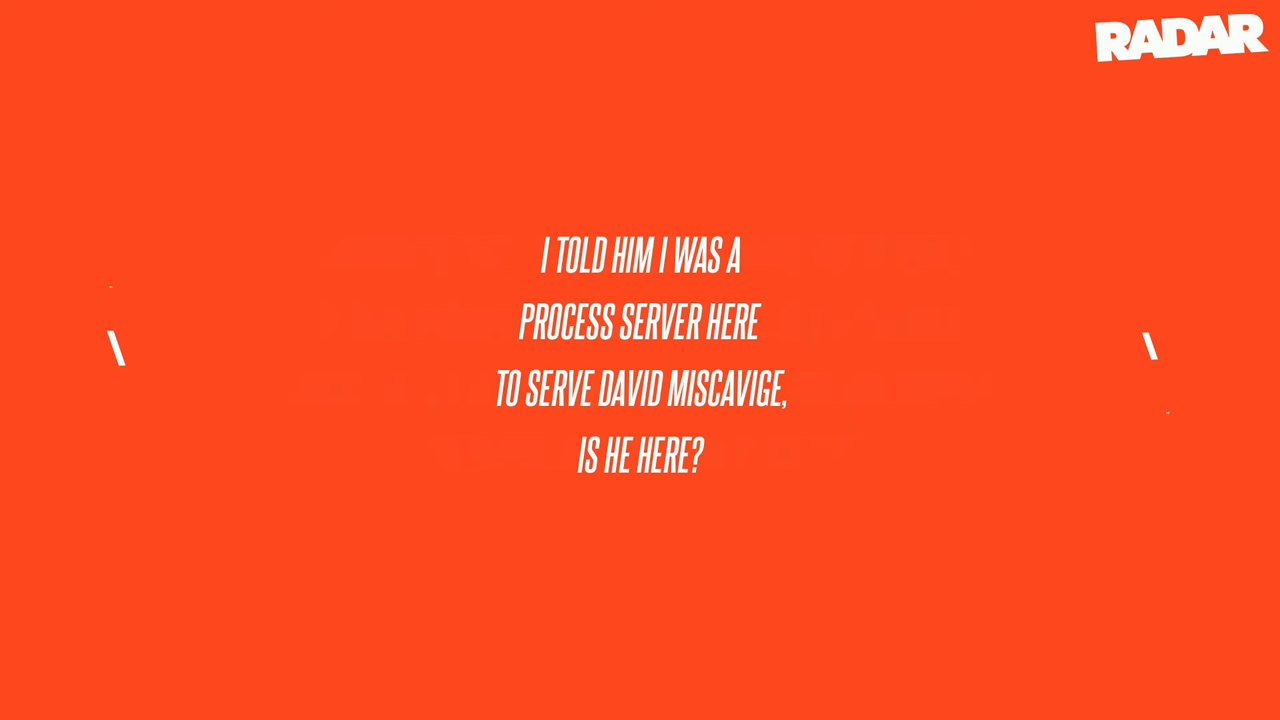 RADAR
I TOLD HIM I WAS A
PROCESS SERVER HERE
TO SERVE DAVID MISCAVIGE,
IS HE HERE?